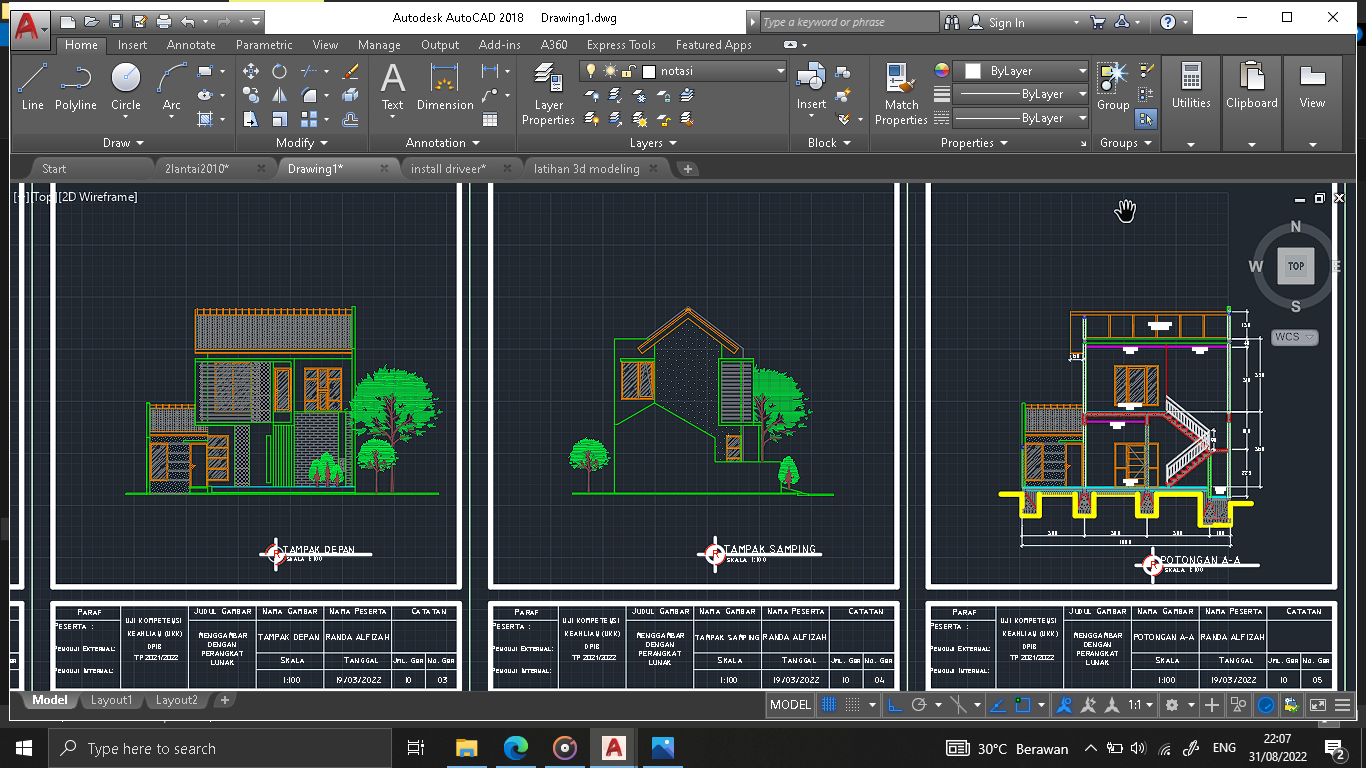 Autodesk AutoCAD 2018 Drawing1.dwg
Type a keyword or phrase
Sign In
Home Insert Annotate Parametric View Manage Output Add-ins A360 Express Tools Featured Apps
notasi
ByLayer
ByLayer
ByLayer
Line Polyline Circle Arc
Text Dimension
Layer Properties
Insert
Match Properties
Group
Utilities Clipboard View
Draw Modify Annotation Layers Block Properties Groups
Start 2lantai2010* Drawing1* install driveer* latihan 3d modeling
[-][Top][2D Wireframe]
N
W TOP E
S
WCS
TAMPAK DEPAN
SKALA 1:100
TAMPAK SAMPING
SKALA 1:100
POTONGAN A-A
SKALA 1:100
PARAF
PESERTA :
PENGUJI EXTERNAL:
PENGUJI INTERNAL:
UJI KOMPETENSI
KEAHLIAN (UKK)
DPIB
TP 2021/2022
JUDUL GAMBAR
MENGGAMBAR
DENGAN
PERANGKAT
LUNAK
NAMA GAMBAR
TAMPAK DEPAN
SKALA
1:100
NAMA PESERTA
RANDA ALFIZAH
TANGGAL
19/03/2022
CATATAN
JML. GBR NO. GBR
10 03
PARAF
PESERTA :
PENGUJI EXTERNAL:
PENGUJI INTERNAL:
UJI KOMPETENSI
KEAHLIAN (UKK)
DPIB
TP 2021/2022
JUDUL GAMBAR
MENGGAMBAR
DENGAN
PERANGKAT
LUNAK
NAMA GAMBAR
TAMPAK SAMPING
SKALA
1:100
NAMA PESERTA
RANDA ALFIZAH
TANGGAL
19/03/2022
CATATAN
JML. GBR NO. GBR
10 04
PARAF
PESERTA :
PENGUJI EXTERNAL:
PENGUJI INTERNAL:
UJI KOMPETENSI
KEAHLIAN (UKK)
DPIB
TP 2021/2022
JUDUL GAMBAR
MENGGAMBAR
DENGAN
PERANGKAT
LUNAK
NAMA GAMBAR
POTONGAN A-A
SKALA
1:100
NAMA PESERTA
RANDA ALFIZAH
TANGGAL
19/03/2022
CATATAN
JML. GBR NO. GBR
10 05
Model Layout1 Layout2
MODEL 1:1
Type here to search
30°C Berawan ENG
22:07
31/08/2022
2